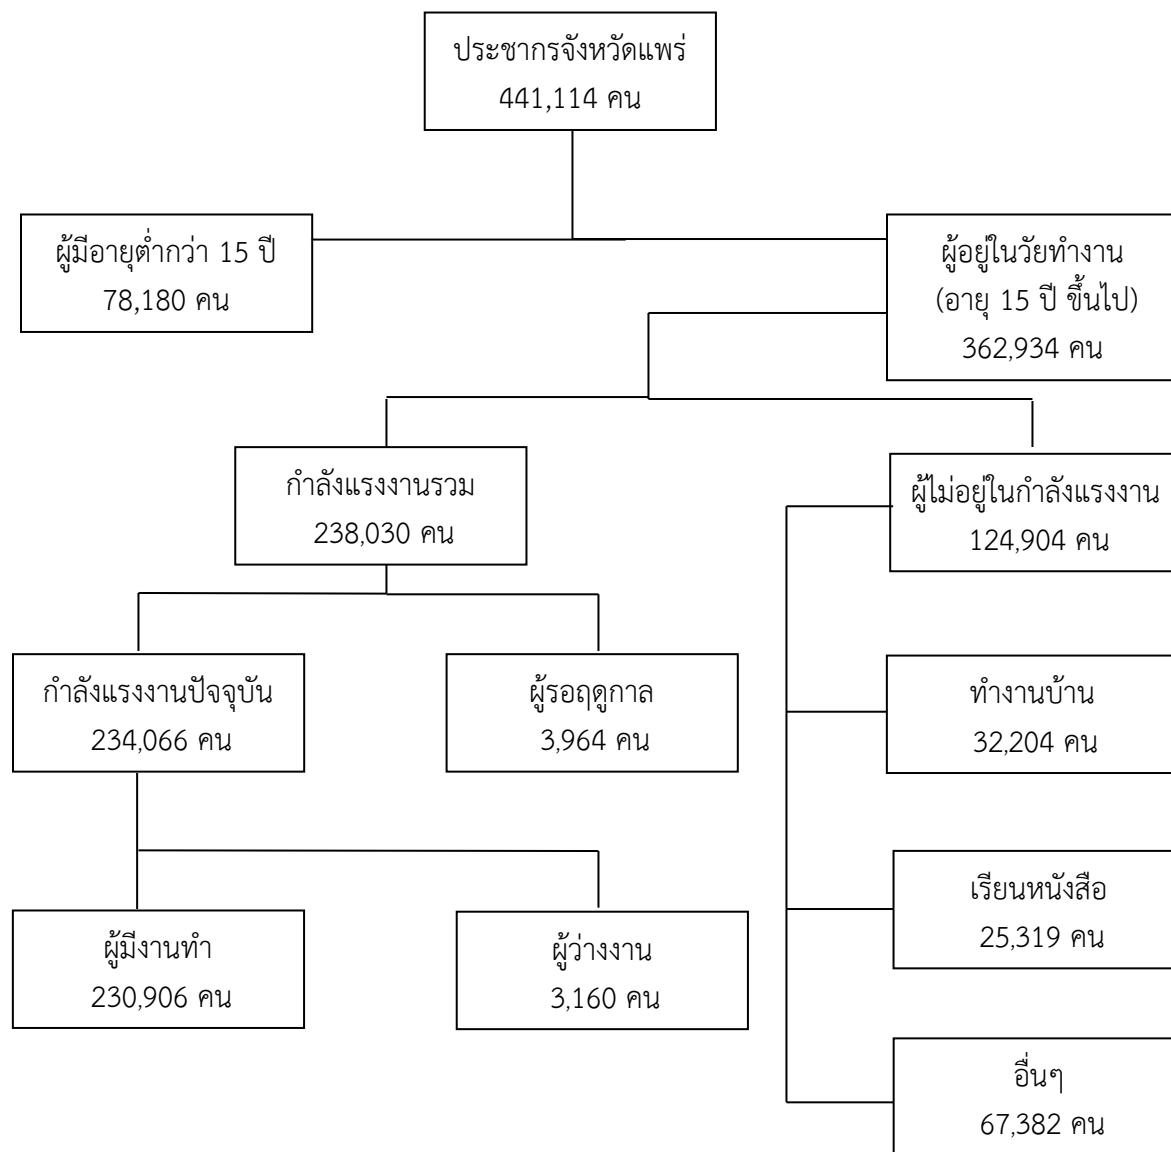 ประชากรจังหวัดแพร่
441,114 คน
ผู้มีอายุต่ำกว่า 15 ปี
78,180 คน
ผู้อยู่ในวัยทำงาน
(อายุ 15 ปี ขึ้นไป)
362,934 คน
กำลังแรงงานรวม
238,030 คน
ผู้ไม่อยู่ในกำลังแรงงาน
124,904 คน
กำลังแรงงานปัจจุบัน
234,066 คน
ผู้รอฤดูกาล
3,964 คน
ทำงานบ้าน
32,204 คน
เรียนหนังสือ
25,319 คน
ผู้มีงานทำ
230,906 คน
ผู้ว่างงาน
3,160 คน
อื่นๆ
67,382 คน